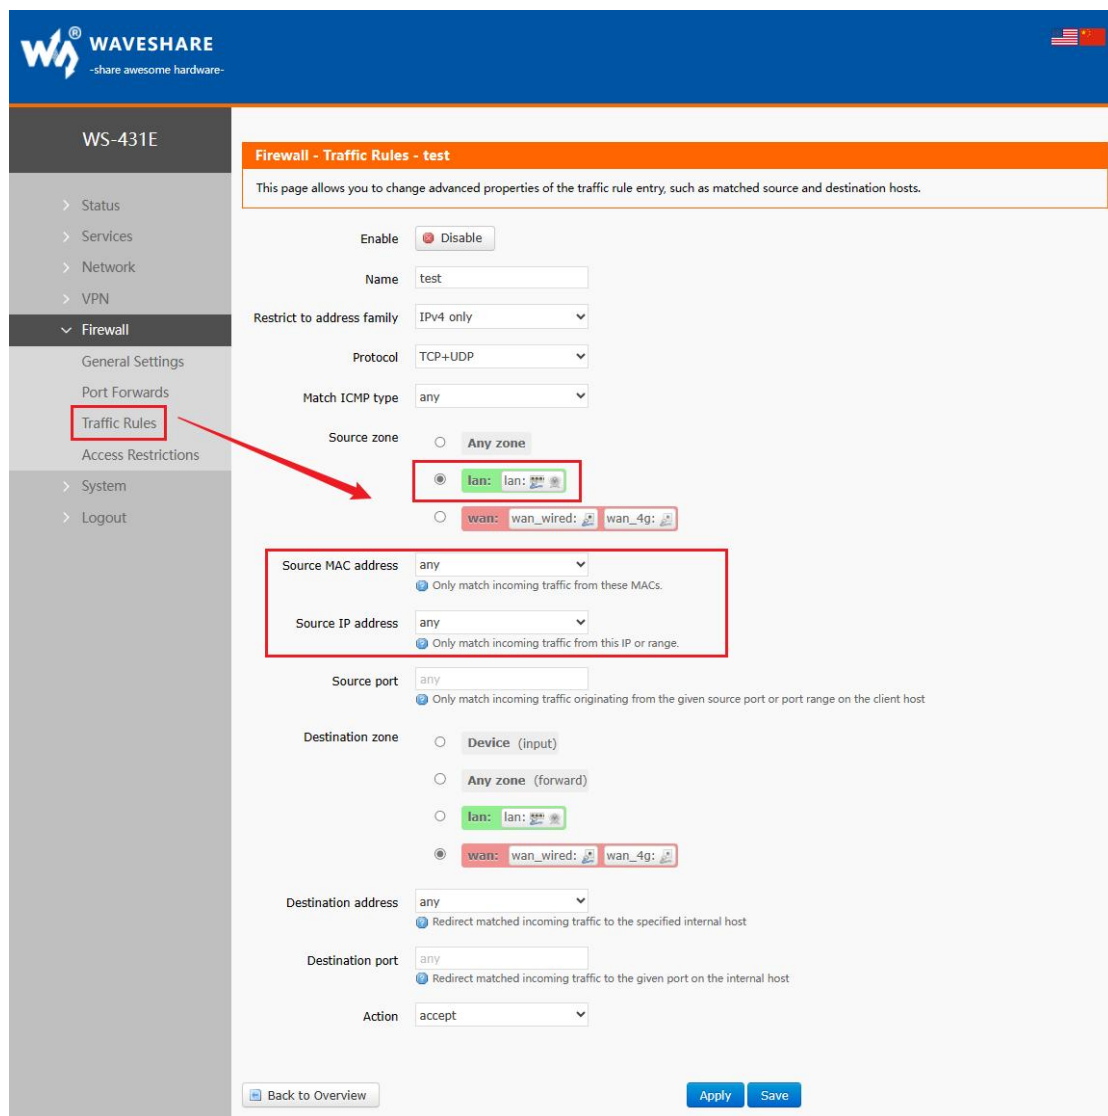 WAVESHARE
-share awesome hardware-
WS-431E
Status
Services
Network
VPN
Firewall
General Settings
Port Forwards
Traffic Rules
Access Restrictions
System
Logout
Firewall - Traffic Rules - test
This page allows you to change advanced properties of the traffic rule entry, such as matched source and destination hosts.
Enable Disable
Name test
Restrict to address family IPv4 only
Protocol TCP+UDP
Match ICMP type any
Source zone Any zone
lan: lan:
wan: wan_wired: wan_4g:
Source MAC address any
Only match incoming traffic from these MACs.
Source IP address any
Only match incoming traffic from this IP or range.
Source port any
Only match incoming traffic originating from the given source port or port range on the client host
Destination zone Device (input)
Any zone (forward)
lan: lan:
wan: wan_wired: wan_4g:
Destination address any
Redirect matched incoming traffic to the specified internal host
Destination port any
Redirect matched incoming traffic to the given port on the internal host
Action accept
Back to Overview Apply Save